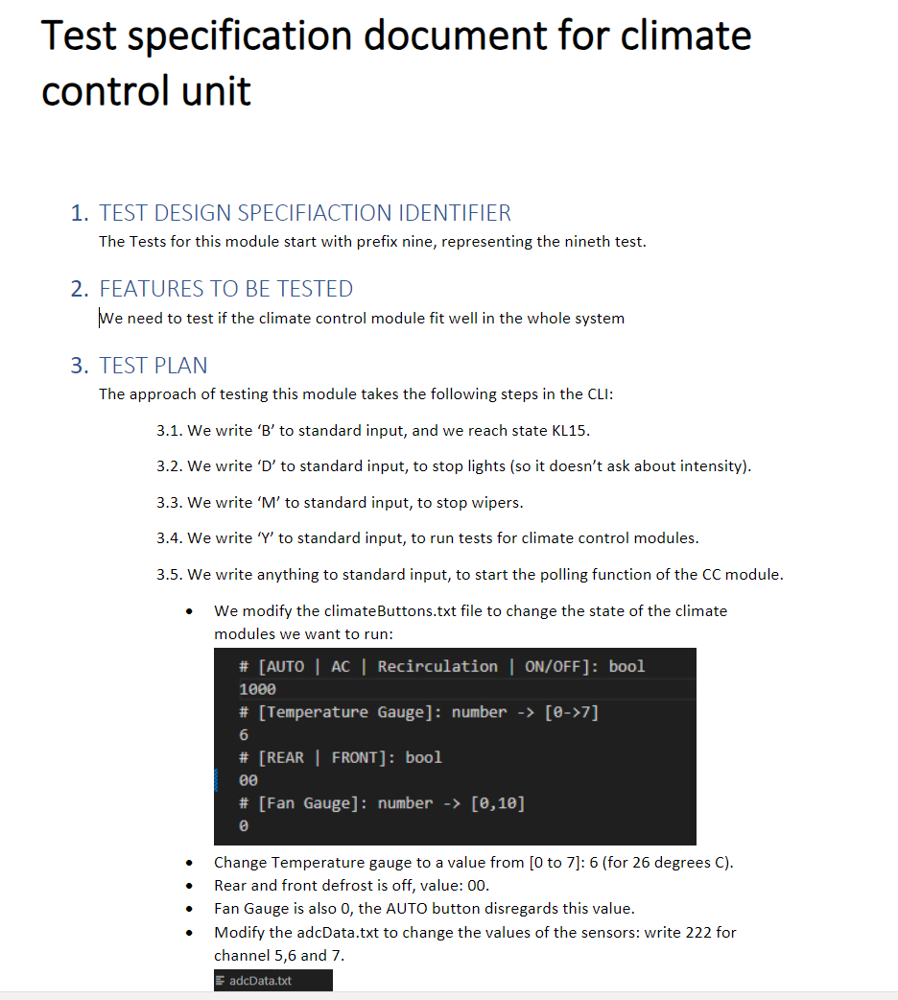 Test specification document for climate
control unit
1. TEST DESIGN SPECIFIACTION IDENTIFIER
The Tests for this module start with prefix nine, representing the nineth test.
2. FEATURES TO BE TESTED
We need to test if the climate control module fit well in the whole system
3. TEST PLAN
The approach of testing this module takes the following steps in the CLI:
3.1. We write ‘B’ to standard input, and we reach state KL15.
3.2. We write ‘D’ to standard input, to stop lights (so it doesn’t ask about intensity).
3.3. We write ‘M’ to standard input, to stop wipers.
3.4. We write ‘Y’ to standard input, to run tests for climate control modules.
3.5. We write anything to standard input, to start the polling function of the CC module.
• We modify the climateButtons.txt file to change the state of the climate
modules we want to run:
# [AUTO | AC | Recirculation | ON/OFF]: bool
1000
# [Temperature Gauge]: number -> [0->7]
6
# [REAR | FRONT]: bool
00
# [Fan Gauge]: number -> [0,10]
0
• Change Temperature gauge to a value from [0 to 7]: 6 (for 26 degrees C).
• Rear and front defrost is off, value: 00.
• Fan Gauge is also 0, the AUTO button disregards this value.
• Modify the adcData.txt to change the values of the sensors: write 222 for
channel 5,6 and 7.
adcData.txt